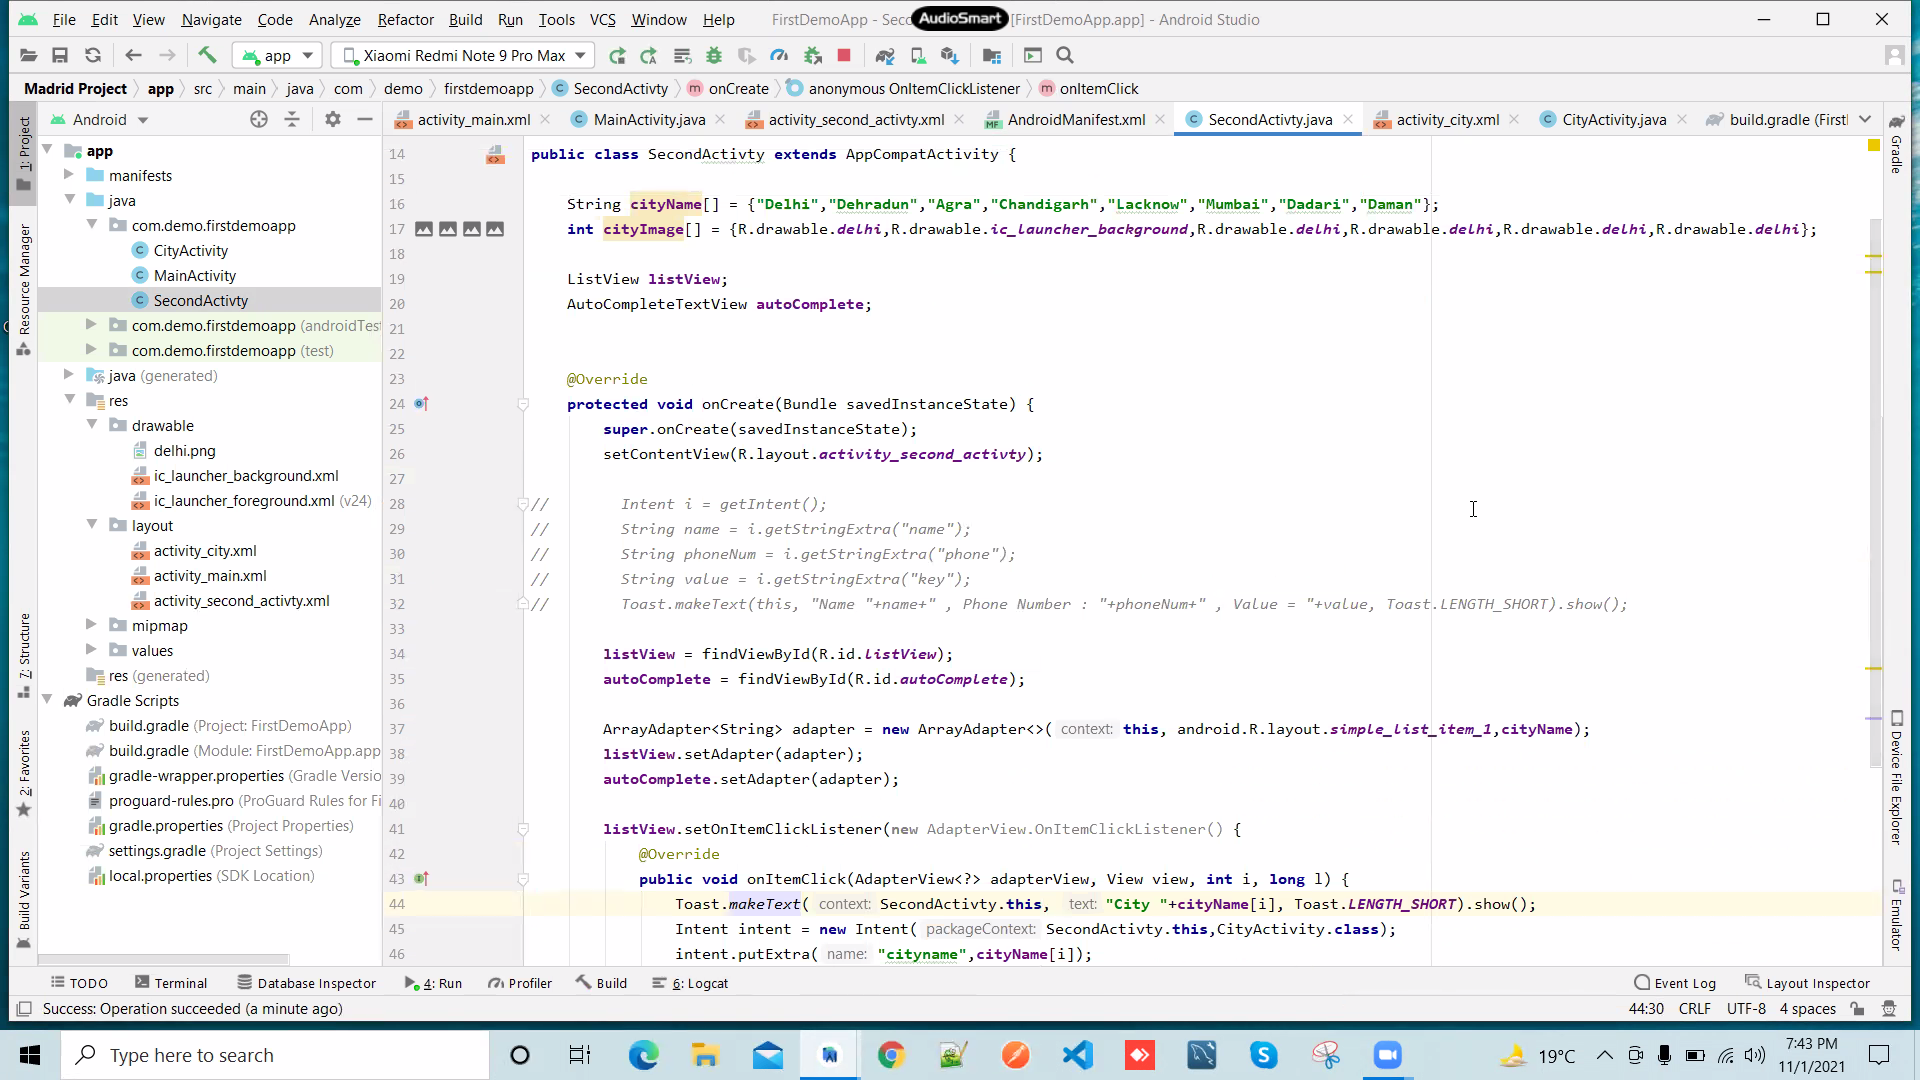 File Edit View Navigate Code Analyze Refactor Build Run Tools VCS Window Help FirstDemoApp - Sec AudioSmart [FirstDemoApp.app] - Android Studio
app Xiaomi Redmi Note 9 Pro Max
Madrid Project app src main java com demo firstdemoapp SecondActivty onCreate anonymous OnItemClickListener onItemClick
Android activity_main.xml MainActivity.java activity_second_activty.xml AndroidManifest.xml SecondActivty.java activity_city.xml CityActivity.java build.gradle (Firstl
1: Project
Resource Manager
7: Structure
2: Favorites
Build Variants
app
manifests
java
com.demo.firstdemoapp
CityActivity
MainActivity
SecondActivty
com.demo.firstdemoapp (androidTest
com.demo.firstdemoapp (test)
java (generated)
res
drawable
delhi.png
ic_launcher_background.xml
ic_launcher_foreground.xml (v24)
layout
activity_city.xml
activity_main.xml
activity_second_activty.xml
mipmap
values
res (generated)
Gradle Scripts
build.gradle (Project: FirstDemoApp)
build.gradle (Module: FirstDemoApp.app
gradle-wrapper.properties (Gradle Versio
proguard-rules.pro (ProGuard Rules for Fi
gradle.properties (Project Properties)
settings.gradle (Project Settings)
local.properties (SDK Location)
14 public class SecondActivty extends AppCompatActivity {
15
16 String cityName[] = {"Delhi","Dehradun","Agra","Chandigarh","Lacknow","Mumbai","Dadari","Daman"};
17 int cityImage[] = {R.drawable.delhi,R.drawable.ic_launcher_background,R.drawable.delhi,R.drawable.delhi,R.drawable.delhi,R.drawable.delhi};
18
19 ListView listView;
20 AutoCompleteTextView autoComplete;
21
22
23 @Override
24 protected void onCreate(Bundle savedInstanceState) {
25 super.onCreate(savedInstanceState);
26 setContentView(R.layout.activity_second_activty);
27
28 // Intent i = getIntent();
29 // String name = i.getStringExtra("name");
30 // String phoneNum = i.getStringExtra("phone");
31 // String value = i.getStringExtra("key");
32 // Toast.makeText(this, "Name "+name+" , Phone Number : "+phoneNum+" , Value = "+value, Toast.LENGTH_SHORT).show();
33
34 listView = findViewById(R.id.listView);
35 autoComplete = findViewById(R.id.autoComplete);
36
37 ArrayAdapter<String> adapter = new ArrayAdapter<>( context: this, android.R.layout.simple_list_item_1,cityName);
38 listView.setAdapter(adapter);
39 autoComplete.setAdapter(adapter);
40
41 listView.setOnItemClickListener(new AdapterView.OnItemClickListener() {
42 @Override
43 public void onItemClick(AdapterView<?> adapterView, View view, int i, long l) {
44 Toast.makeText( context: SecondActivty.this, text: "City "+cityName[i], Toast.LENGTH_SHORT).show();
45 Intent intent = new Intent( packageContext: SecondActivty.this,CityActivity.class);
46 intent.putExtra( name: "cityname",cityName[i]);
Gradle
Device File Explorer
Emulator
TODO Terminal Database Inspector 4: Run Profiler Build 6: Logcat Event Log Layout Inspector
Success: Operation succeeded (a minute ago) 44:30 CRLF UTF-8 4 spaces
Type here to search 19°C 7:43 PM
11/1/2021